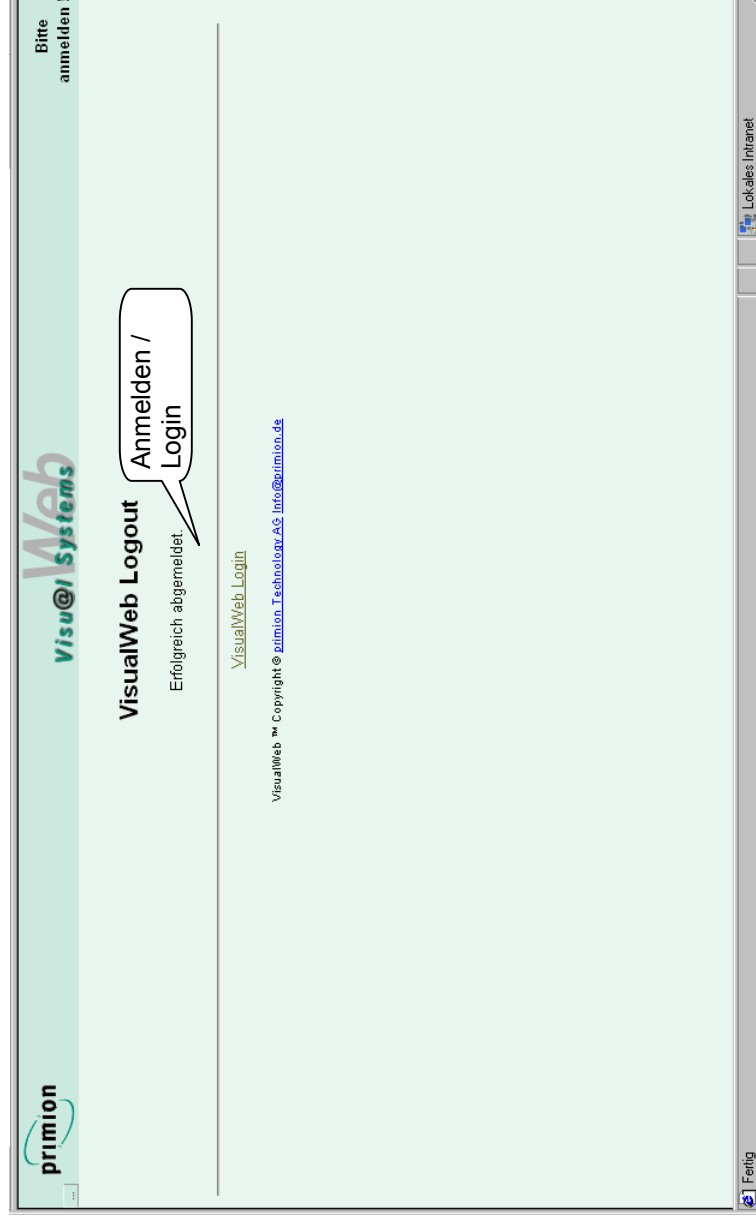 primion
Visu@l Systems
Web
Bitte
anmelden !
...
VisualWeb Logout
Anmelden /
Login
Erfolgreich abgemeldet.
VisualWeb Login
VisualWeb ™ Copyright © primion Technology AG Info@primion.de
Fertig
Lokales Intranet